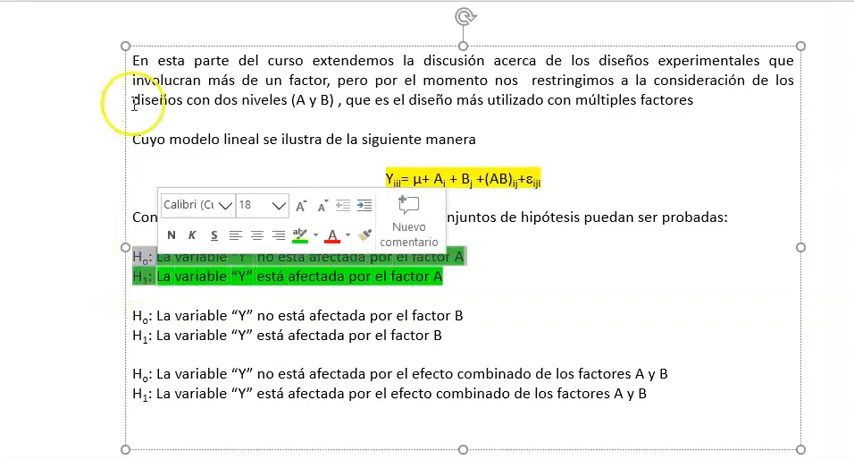 En esta parte del curso extendemos la discusión acerca de los diseños experimentales que
involucran más de un factor, pero por el momento nos restringimos a la consideración de los
diseños con dos niveles (A y B) , que es el diseño más utilizado con múltiples factores
Cuyo modelo lineal se ilustra de la siguiente manera
Yijl= μ+ Ai + Bj +(AB)ij+εijl
Calibri (Cu 18 A A
Con njuntos de hipótesis puedan ser probadas:
N K S ab A Nuevo
comentario
Ho: La variable “Y” no está afectada por el factor A
H1: La variable “Y” está afectada por el factor A
Ho: La variable “Y” no está afectada por el factor B
H1: La variable “Y” está afectada por el factor B
Ho: La variable “Y” no está afectada por el efecto combinado de los factores A y B
H1: La variable “Y” está afectada por el efecto combinado de los factores A y B